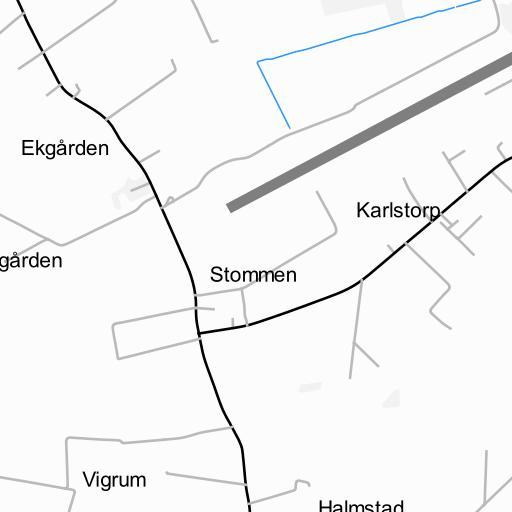 Ekgården
Karlstorp
gården
Stommen
Vigrum
Halmstad